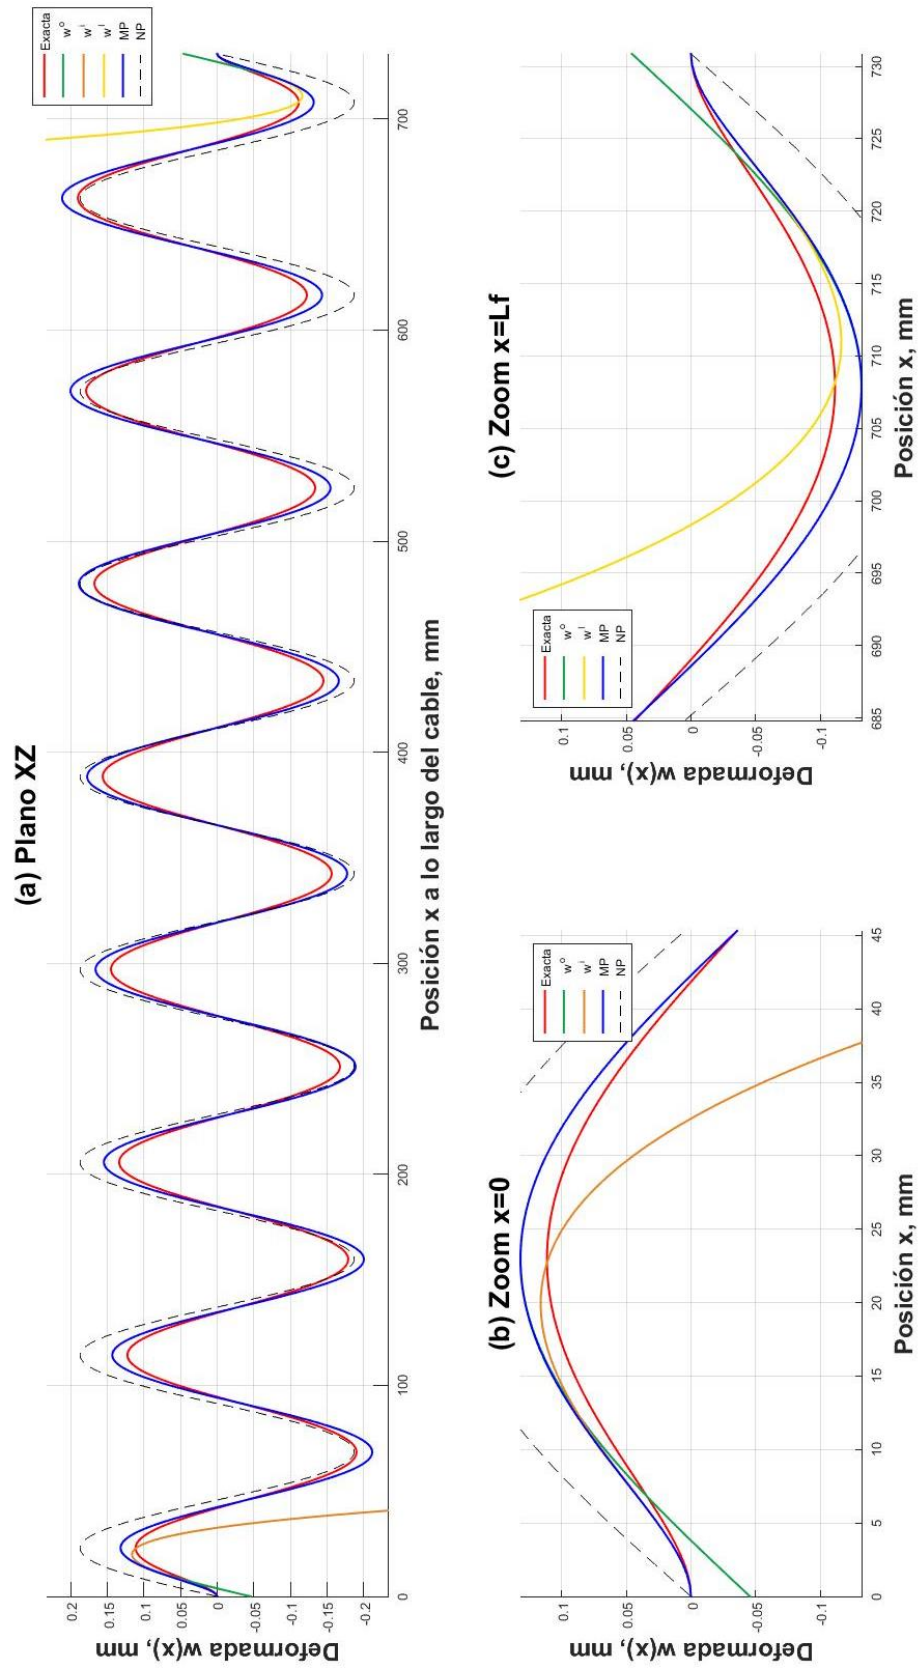 (a) Plano XZ
Deformada w(x), mm
0.2
0.15
0.1
0.05
0
-0.05
-0.1
-0.15
-0.2
0
100
200
300
400
500
600
700
Posición x a lo largo del cable, mm
Exacta
w^o
w^i
w^l
MP
NP
(b) Zoom x=0
Deformada w(x), mm
0.1
0.05
0
-0.05
-0.1
0
5
10
15
20
25
30
35
40
45
Posición x, mm
Exacta
w^o
w^i
MP
NP
(c) Zoom x=Lf
Deformada w(x), mm
0.1
0.05
0
-0.05
-0.1
685
690
695
700
705
710
715
720
725
730
Posición x, mm
Exacta
w^o
w^l
MP
NP